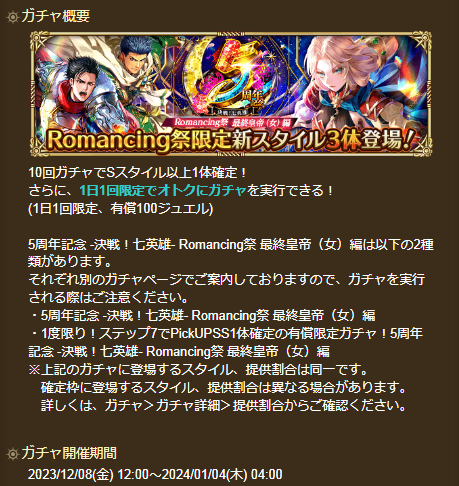 ガチャ概要
5周年
決戦！七英雄
Romancing祭 最終皇帝（女）編
Romancing祭限定新スタイル3体登場！
10回ガチャでSスタイル以上1体確定！
さらに、1日1回限定でオトクにガチャを実行できる！
(1日1回限定、有償100ジュエル)
5周年記念 -決戦！七英雄- Romancing祭 最終皇帝（女）編は以下の2種
類があります。
それぞれ別のガチャページでご案内しておりますので、ガチャを実行
される際はご注意ください。
・5周年記念 -決戦！七英雄- Romancing祭 最終皇帝（女）編
・1度限り！ステップ7でPickUPSS1体確定の有償限定ガチャ！5周年
記念 -決戦！七英雄- Romancing祭 最終皇帝（女）編
※上記のガチャに登場するスタイル、提供割合は同一です。
確定枠に登場するスタイル、提供割合は異なる場合があります。
詳しくは、ガチャ＞ガチャ詳細＞提供割合からご確認ください。
ガチャ開催期間
2023/12/08(金) 12:00～2024/01/04(木) 04:00